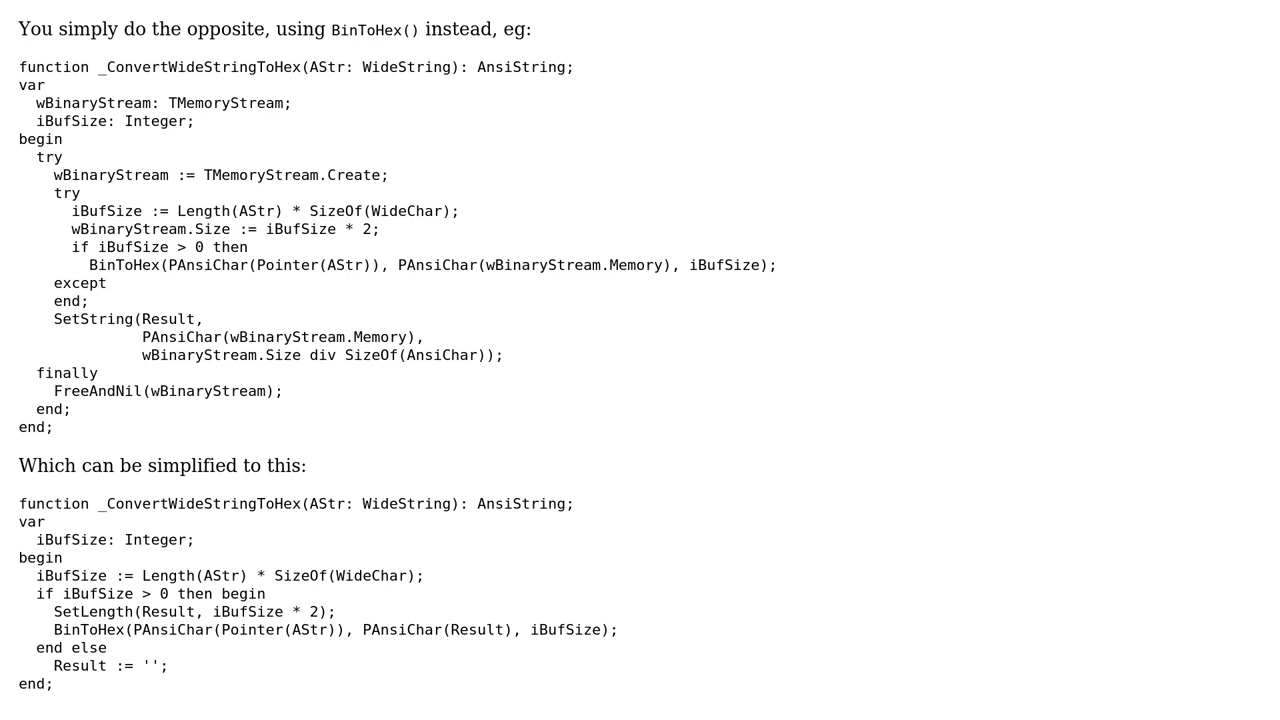 You simply do the opposite, using BinToHex() instead, eg:
function _ConvertWideStringToHex(AStr: WideString): AnsiString;
var
  wBinaryStream: TMemoryStream;
  iBufSize: Integer;
begin
  try
    wBinaryStream := TMemoryStream.Create;
    try
      iBufSize := Length(AStr) * SizeOf(WideChar);
      wBinaryStream.Size := iBufSize * 2;
      if iBufSize > 0 then
        BinToHex(PAnsiChar(Pointer(AStr)), PAnsiChar(wBinaryStream.Memory), iBufSize);
    except
    end;
    SetString(Result,
              PAnsiChar(wBinaryStream.Memory),
              wBinaryStream.Size div SizeOf(AnsiChar));
  finally
    FreeAndNil(wBinaryStream);
  end;
end;
Which can be simplified to this:
function _ConvertWideStringToHex(AStr: WideString): AnsiString;
var
  iBufSize: Integer;
begin
  iBufSize := Length(AStr) * SizeOf(WideChar);
  if iBufSize > 0 then begin
    SetLength(Result, iBufSize * 2);
    BinToHex(PAnsiChar(Pointer(AStr)), PAnsiChar(Result), iBufSize);
  end else
    Result := '';
end;